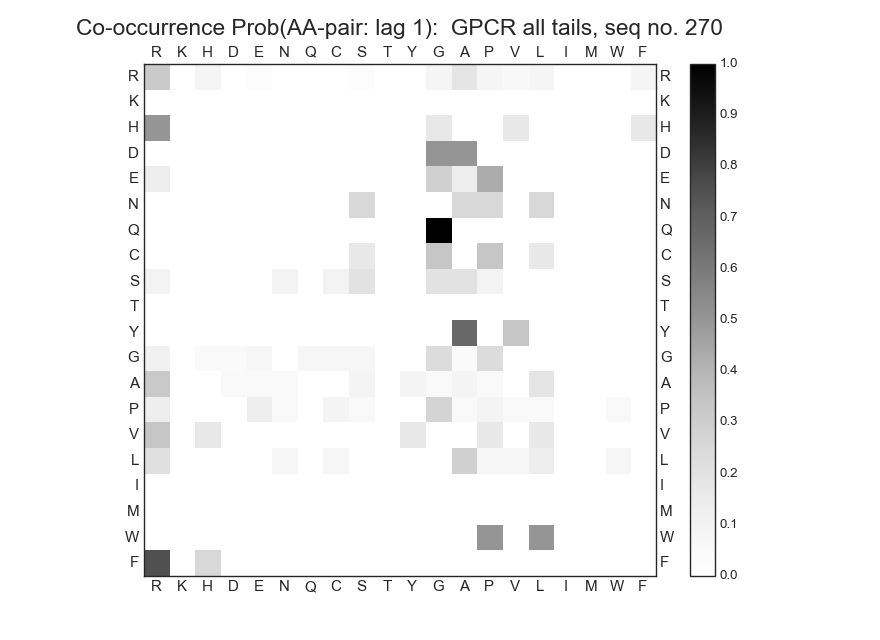 Co-occurrence Prob(AA-pair: lag 1):  GPCR all tails, seq no. 270
R K H D E N Q C S T Y G A P V L I M W F
R R
K K
H H
D D
E E
N N
Q Q
C C
S S
T T
Y Y
G G
A A
P P
V V
L L
I I
M M
W W
F F
R K H D E N Q C S T Y G A P V L I M W F
1.0
0.9
0.8
0.7
0.6
0.5
0.4
0.3
0.2
0.1
0.0